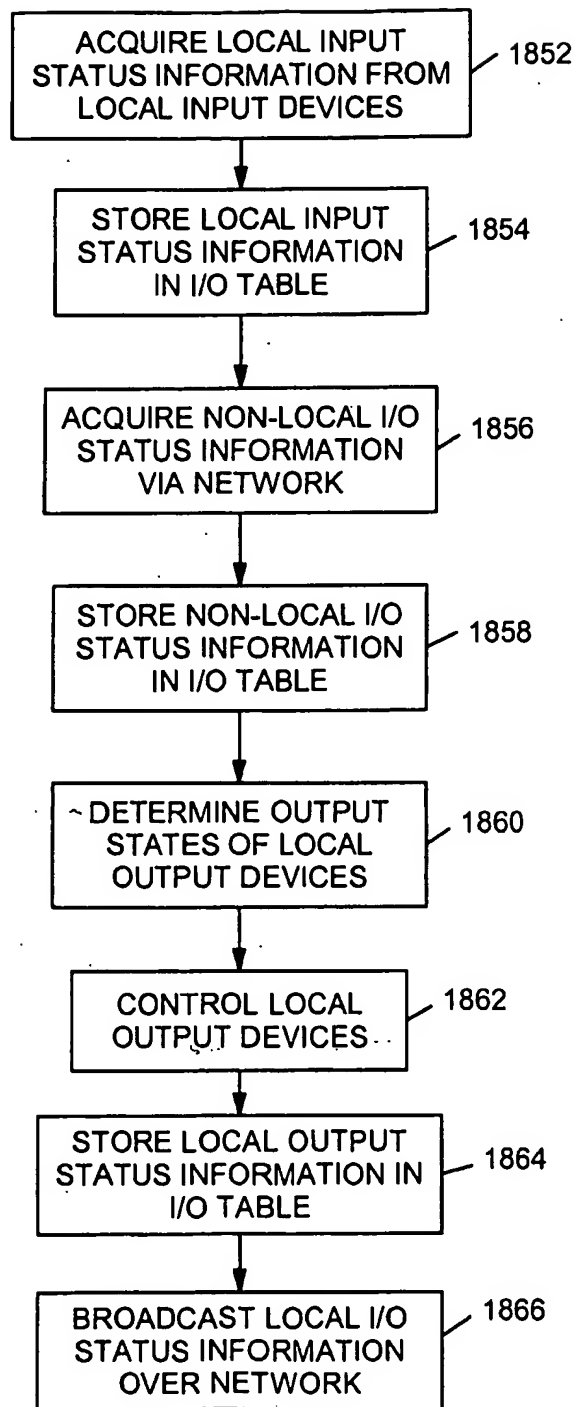 ACQUIRE LOCAL INPUT
STATUS INFORMATION FROM
LOCAL INPUT DEVICES
1852
STORE LOCAL INPUT
STATUS INFORMATION
IN I/O TABLE
1854
ACQUIRE NON-LOCAL I/O
STATUS INFORMATION
VIA NETWORK
1856
STORE NON-LOCAL I/O
STATUS INFORMATION
IN I/O TABLE
1858
DETERMINE OUTPUT
STATES OF LOCAL
OUTPUT DEVICES
1860
CONTROL LOCAL
OUTPUT DEVICES
1862
STORE LOCAL OUTPUT
STATUS INFORMATION IN
I/O TABLE
1864
BROADCAST LOCAL I/O
STATUS INFORMATION
OVER NETWORK
1866